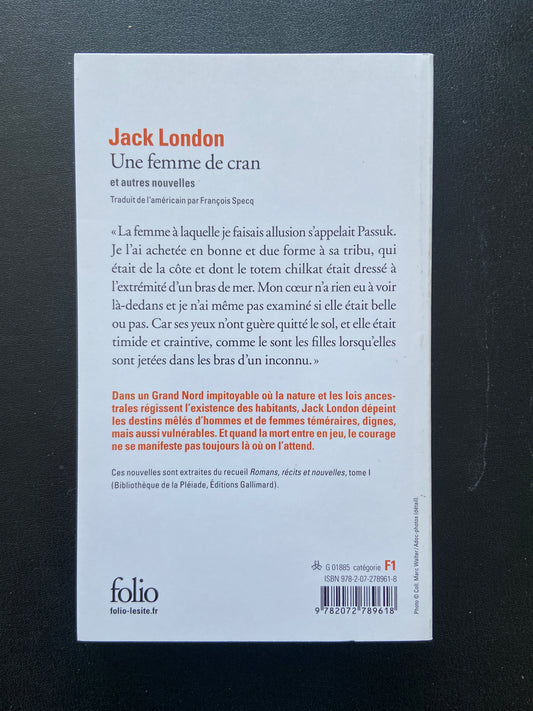 Jack London
Une femme de cran
et autres nouvelles
Traduit de l'américain par François Specq
« La femme à laquelle je faisais allusion s'appelait Passuk.
Je l'ai achetée en bonne et due forme à sa tribu, qui
était de la côte et dont le totem chilkat était dressé à
l'extrémité d'un bras de mer. Mon cœur n'a rien eu à voir
là-dedans et je n'ai même pas examiné si elle était belle
ou pas. Car ses yeux n'ont guère quitté le sol, et elle était
timide et craintive, comme le sont les filles lorsqu'elles
sont jetées dans les bras d'un inconnu. »
Dans un Grand Nord impitoyable où la nature et les lois ances-
trales régissent l'existence des habitants, Jack London dépeint
les destins mêlés d'hommes et de femmes téméraires, dignes,
mais aussi vulnérables. Et quand la mort entre en jeu, le courage
ne se manifeste pas toujours là où on l'attend.
Ces nouvelles sont extraites du recueil Romans, récits et nouvelles, tome I
(Bibliothèque de la Pléiade, Éditions Gallimard).
G 01885 catégorie F1
ISBN 978-2-07-278961-8
9 782072 789618
folio
folio-lesite.fr
Photo © Coll. Marc Walter / Adoc-photos (détail).